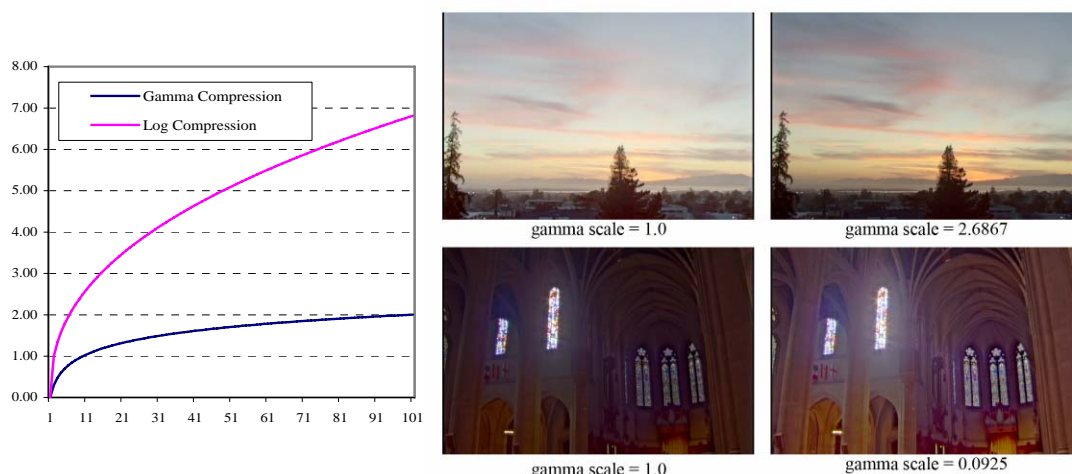 8.00
7.00
6.00
5.00
4.00
3.00
2.00
1.00
0.00
Gamma Compression
Log Compression
1 11 21 31 41 51 61 71 81 91 101
gamma scale = 1.0
gamma scale = 2.6867
gamma scale = 1.0
gamma scale = 0.0925